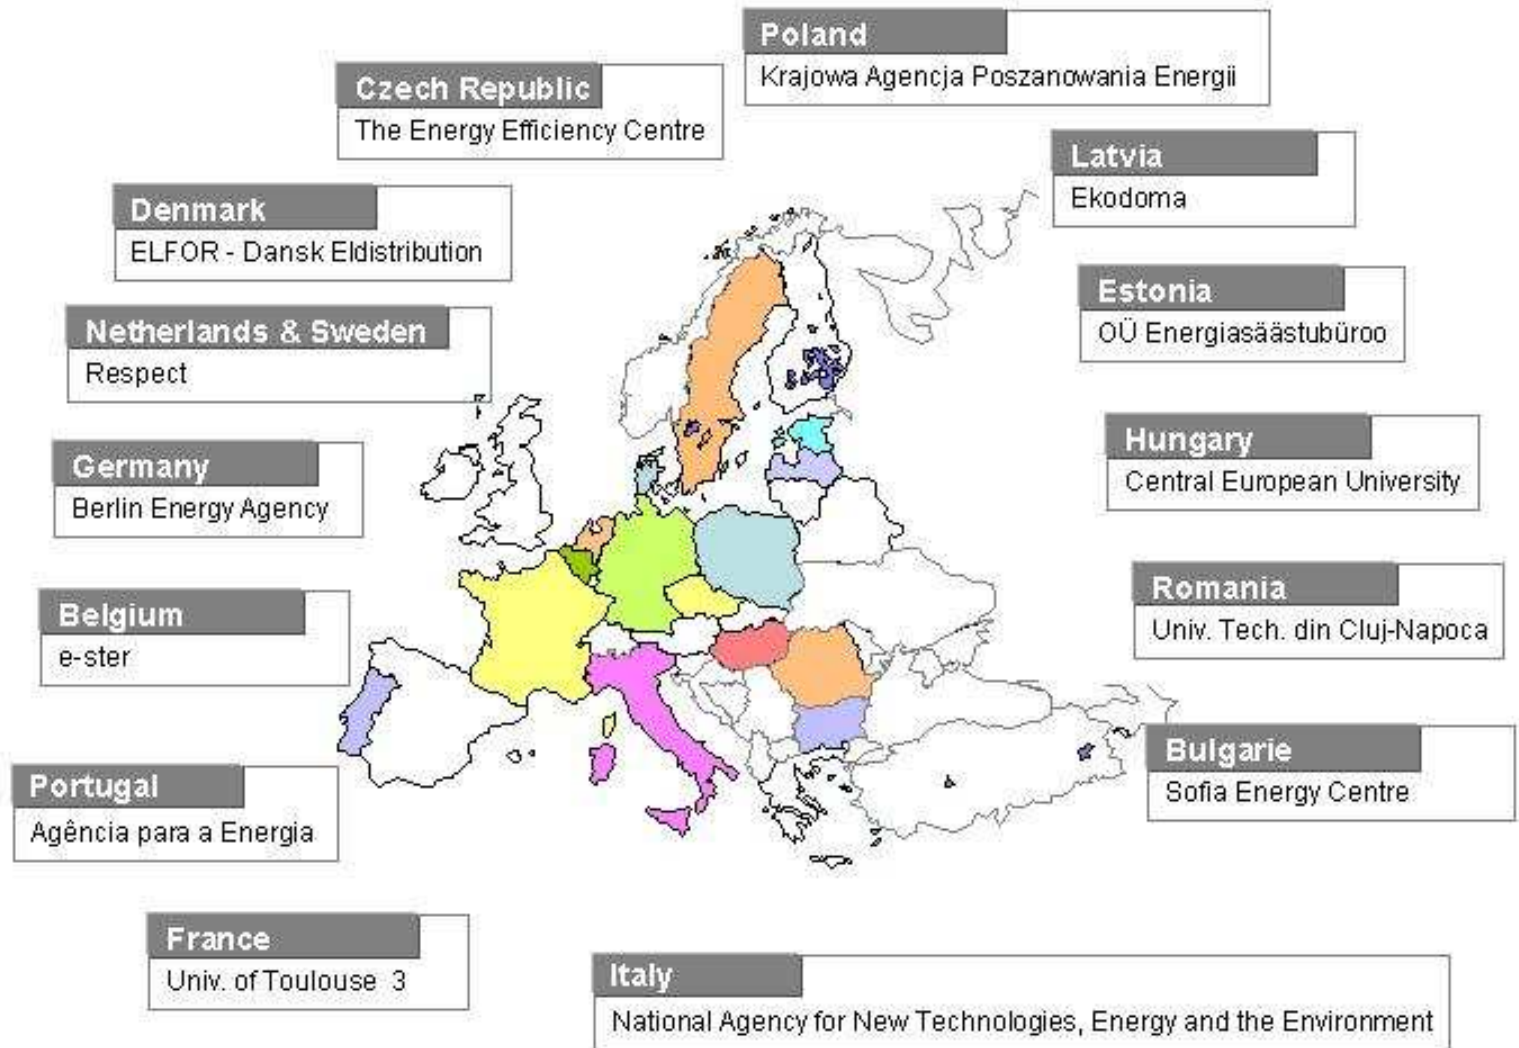 Poland
Krajowa Agencja Poszanowania Energii
Czech Republic
The Energy Efficiency Centre
Latvia
Ekodoma
Denmark
ELFOR - Dansk Eldistribution
Estonia
OÜ Energiasäästubüroo
Netherlands & Sweden
Respect
Hungary
Central European University
Germany
Berlin Energy Agency
Romania
Univ. Tech. din Cluj-Napoca
Belgium
e-ster
Bulgarie
Sofia Energy Centre
Portugal
Agência para a Energia
France
Univ. of Toulouse 3
Italy
National Agency for New Technologies, Energy and the Environment